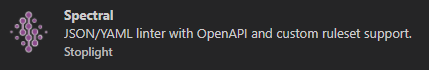 Spectral
JSON/YAML linter with OpenAPI and custom ruleset support.
Stoplight